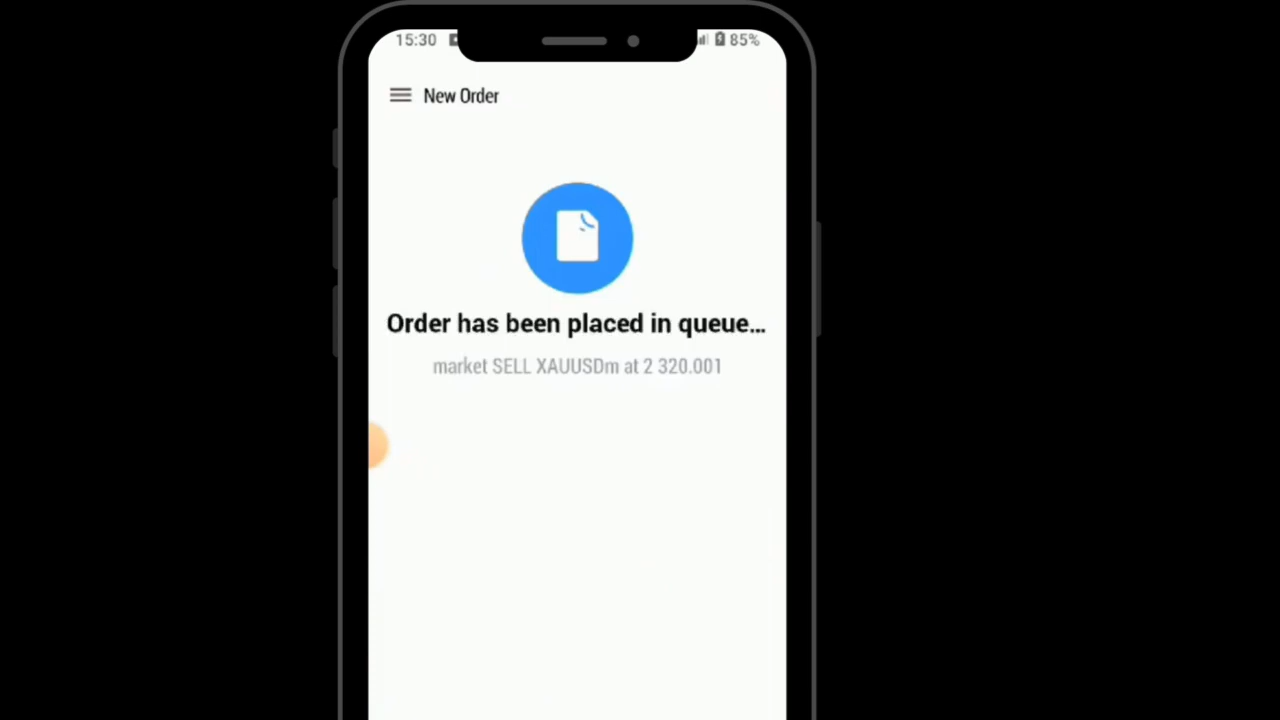 15:30 85%
New Order
Order has been placed in queue...
market SELL XAUUSDm at 2 320.001